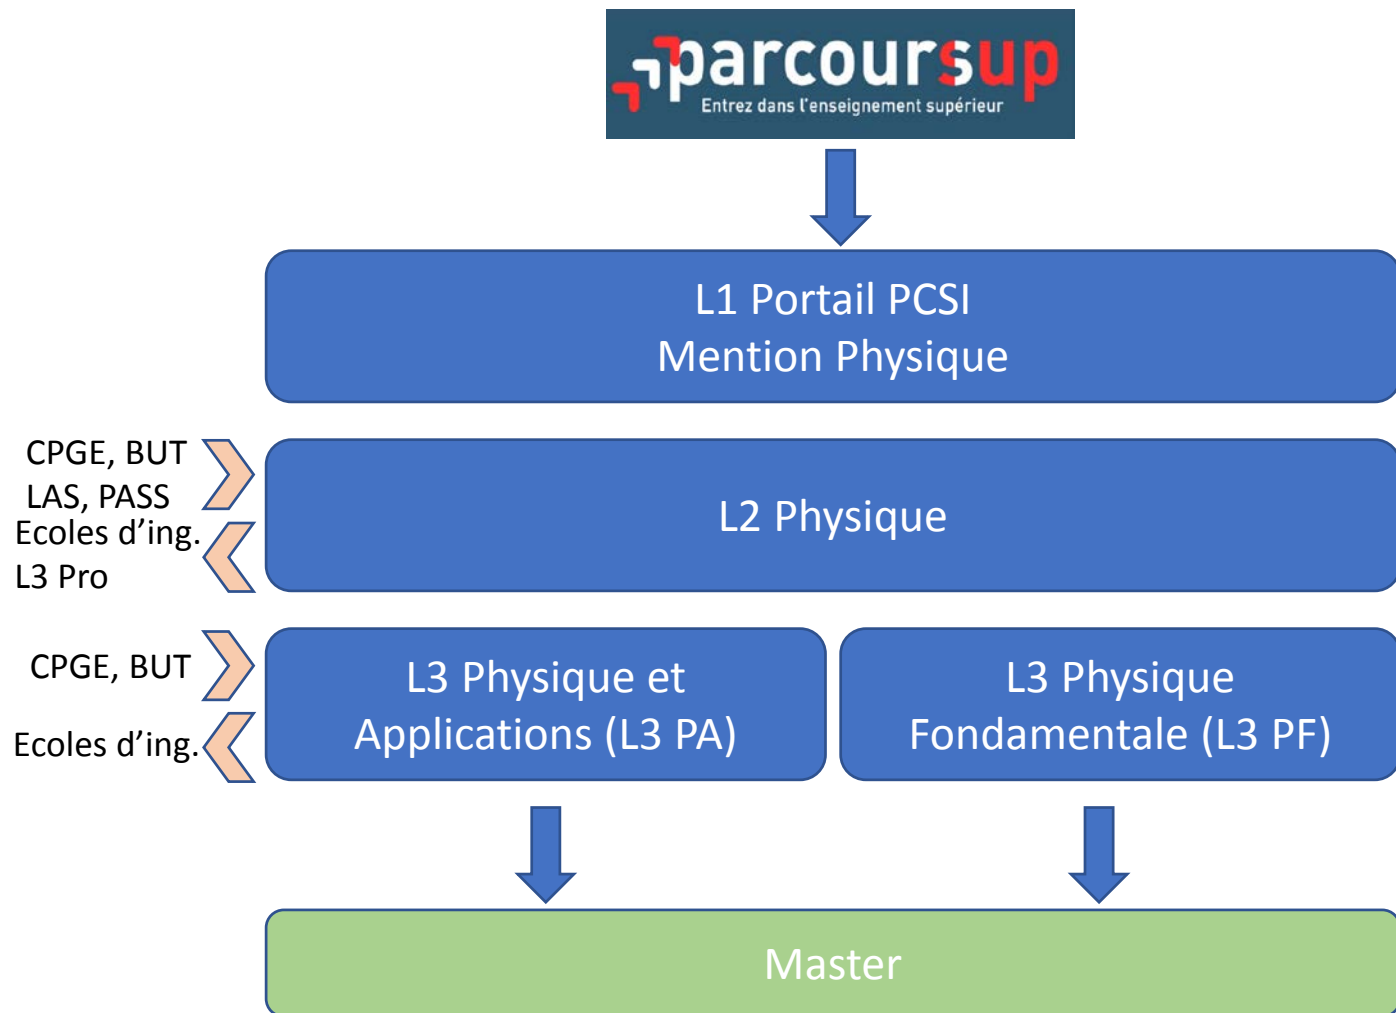 parcoursup
Entrez dans l'enseignement supérieur
L1 Portail PCSI
Mention Physique
CPGE, BUT
LAS, PASS
Ecoles d’ing.
L3 Pro
L2 Physique
CPGE, BUT
Ecoles d’ing.
L3 Physique et
Applications (L3 PA)
L3 Physique
Fondamentale (L3 PF)
Master